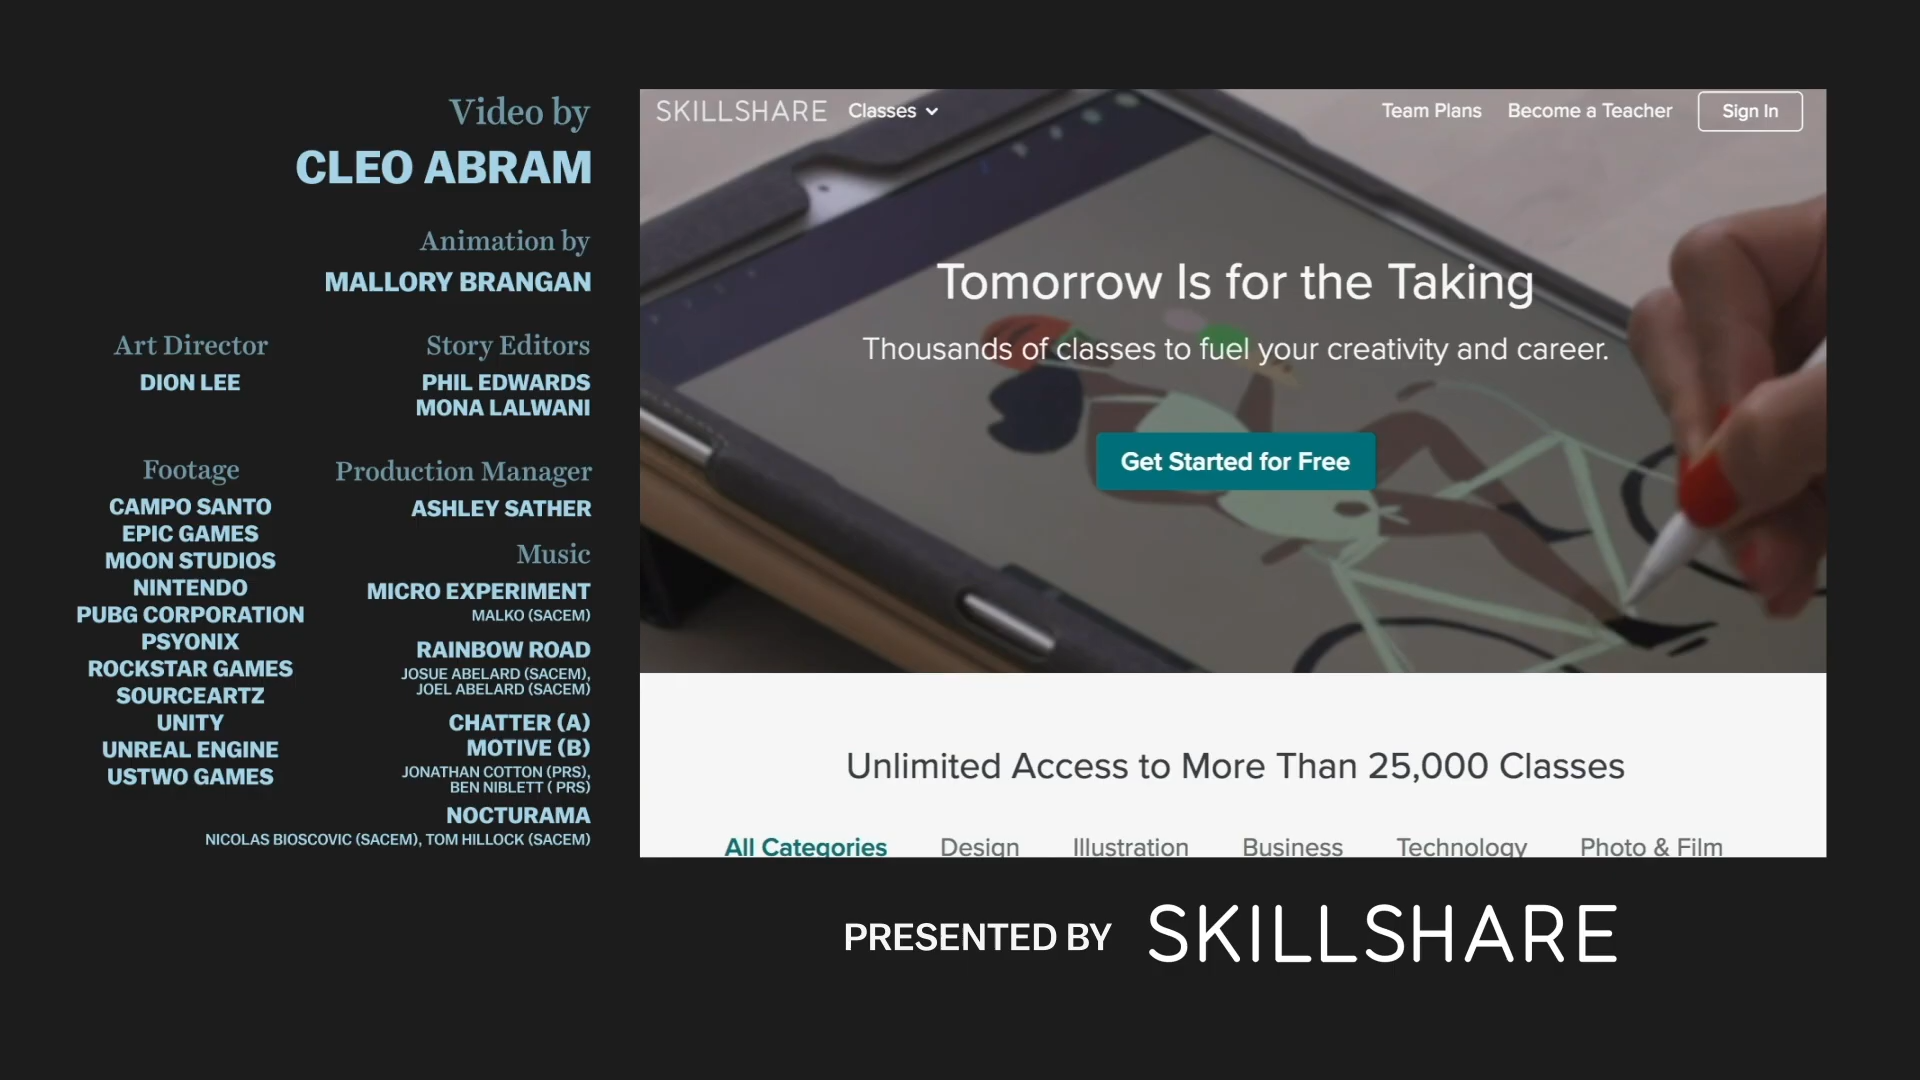 Video by
CLEO ABRAM
Animation by
MALLORY BRANGAN
Art Director
DION LEE
Story Editors
PHIL EDWARDS
MONA LALWANI
Footage
CAMPO SANTO
EPIC GAMES
MOON STUDIOS
NINTENDO
PUBG CORPORATION
PSYONIX
ROCKSTAR GAMES
SOURCEARTZ
UNITY
UNREAL ENGINE
USTWO GAMES
Production Manager
ASHLEY SATHER
Music
MICRO EXPERIMENT
MALKO (SACEM)
RAINBOW ROAD
JOSUE ABELARD (SACEM),
JOEL ABELARD (SACEM)
CHATTER (A)
MOTIVE (B)
JONATHAN COTTON (PRS),
BEN NIBLETT ( PRS)
NOCTURAMA
NICOLAS BIOSCOVIC (SACEM), TOM HILLOCK (SACEM)
SKILLSHARE Classes Team Plans Become a Teacher Sign In
Tomorrow Is for the Taking
Thousands of classes to fuel your creativity and career.
Get Started for Free
Unlimited Access to More Than 25,000 Classes
All Categories Design Illustration Business Technology Photo & Film
PRESENTED BY SKILLSHARE